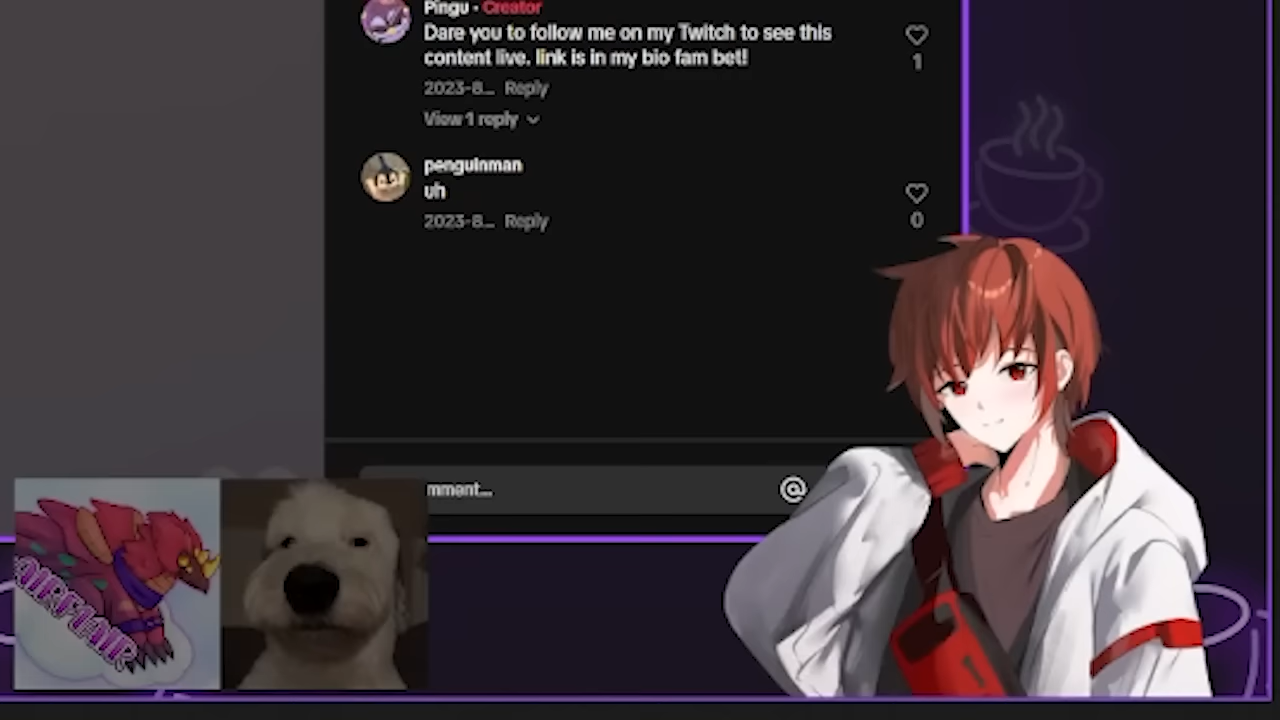 Pingu · Creator
Dare you to follow me on my Twitch to see this
content live. link is in my bio fam bet!
1
2023-8... Reply
View 1 reply
penguinman
uh
2023-8... Reply
0
mment...
@